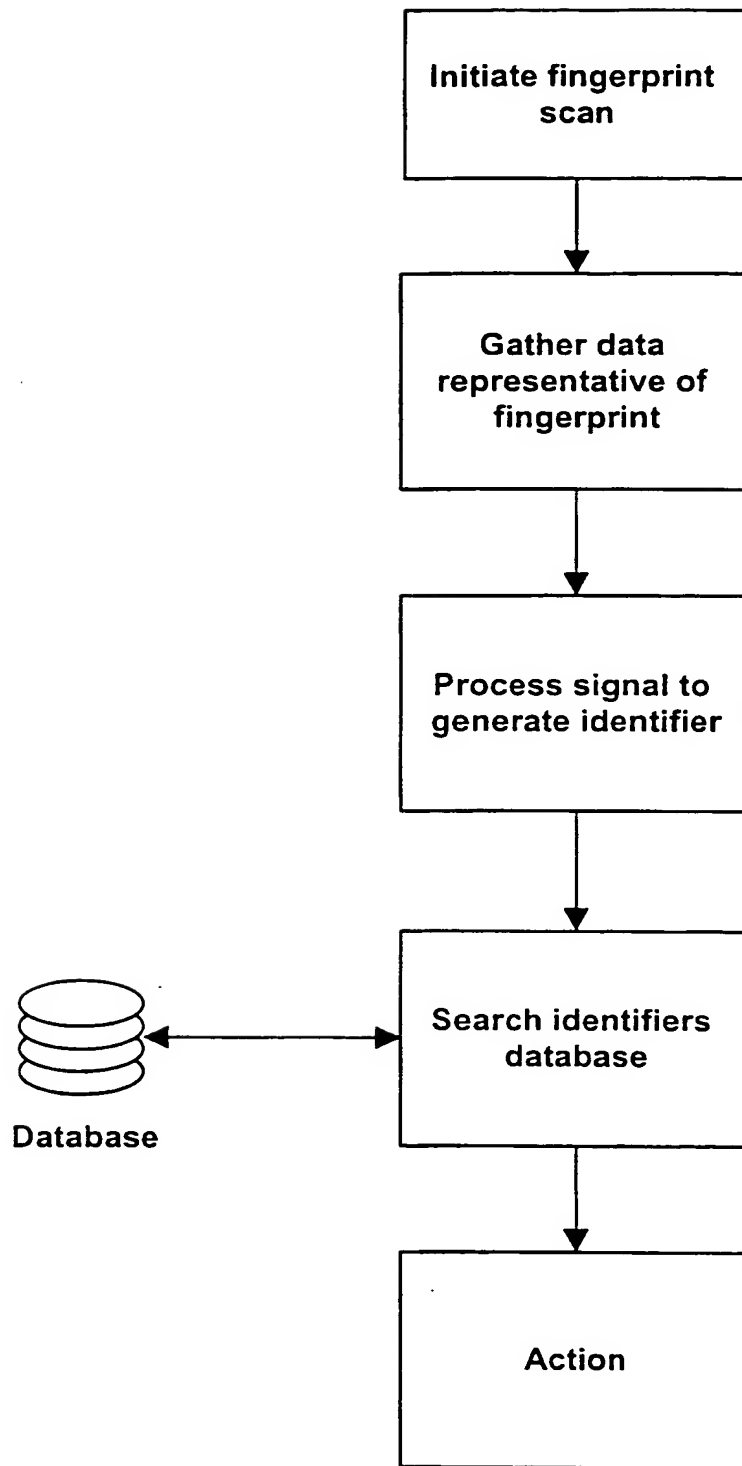 Initiate fingerprint
scan
Gather data
representative of
fingerprint
Process signal to
generate identifier
Search identifiers
database
Database
Action